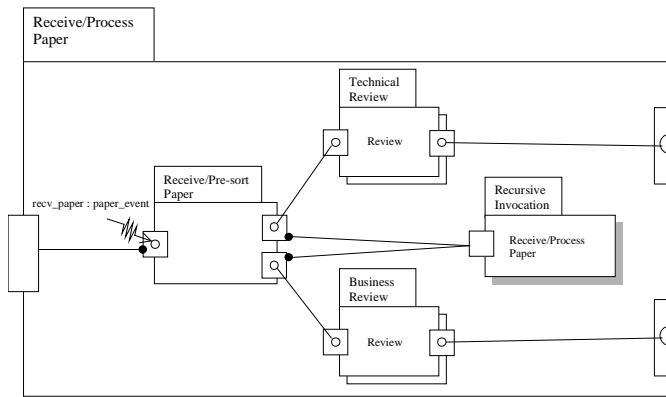 Receive/Process
Paper
Technical
Review
Review
Receive/Pre-sort
Paper
recv_paper : paper_event
Recursive
Invocation
Receive/Process
Paper
Business
Review
Review